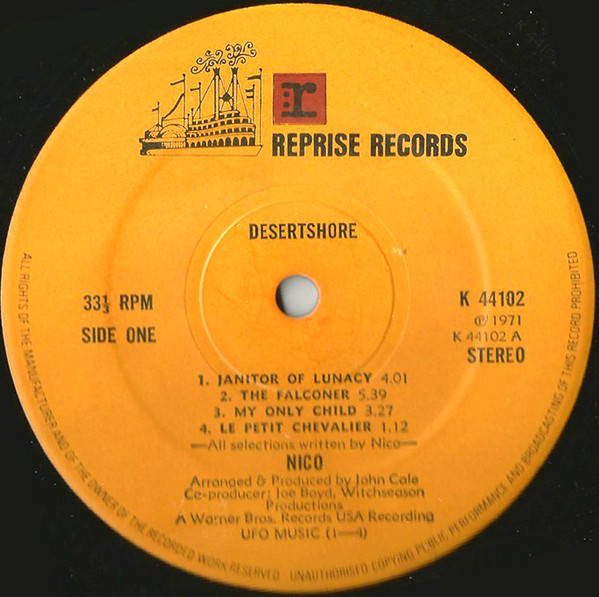 r
REPRISE RECORDS
DESERTSHORE
33⅓ RPM
SIDE ONE
K 44102
℗ 1971
K 44102 A
STEREO
1. JANITOR OF LUNACY 4.01
2. THE FALCONER 5.39
3. MY ONLY CHILD 3.27
4. LE PETIT CHEVALIER 1.12
—All selections written by Nico—
NICO
Arranged & Produced by John Cale
Co-producer: Joe Boyd, Witchseason
Productions
A Warner Bros. Records USA Recording
UFO MUSIC (1—4)
ALL RIGHTS OF THE MANUFACTURER AND OF THE OWNER OF THE RECORDED WORK RESERVED UNAUTHORISED COPYING PUBLIC PERFORMANCE AND BROADCASTING OF THIS RECORD PROHIBITED